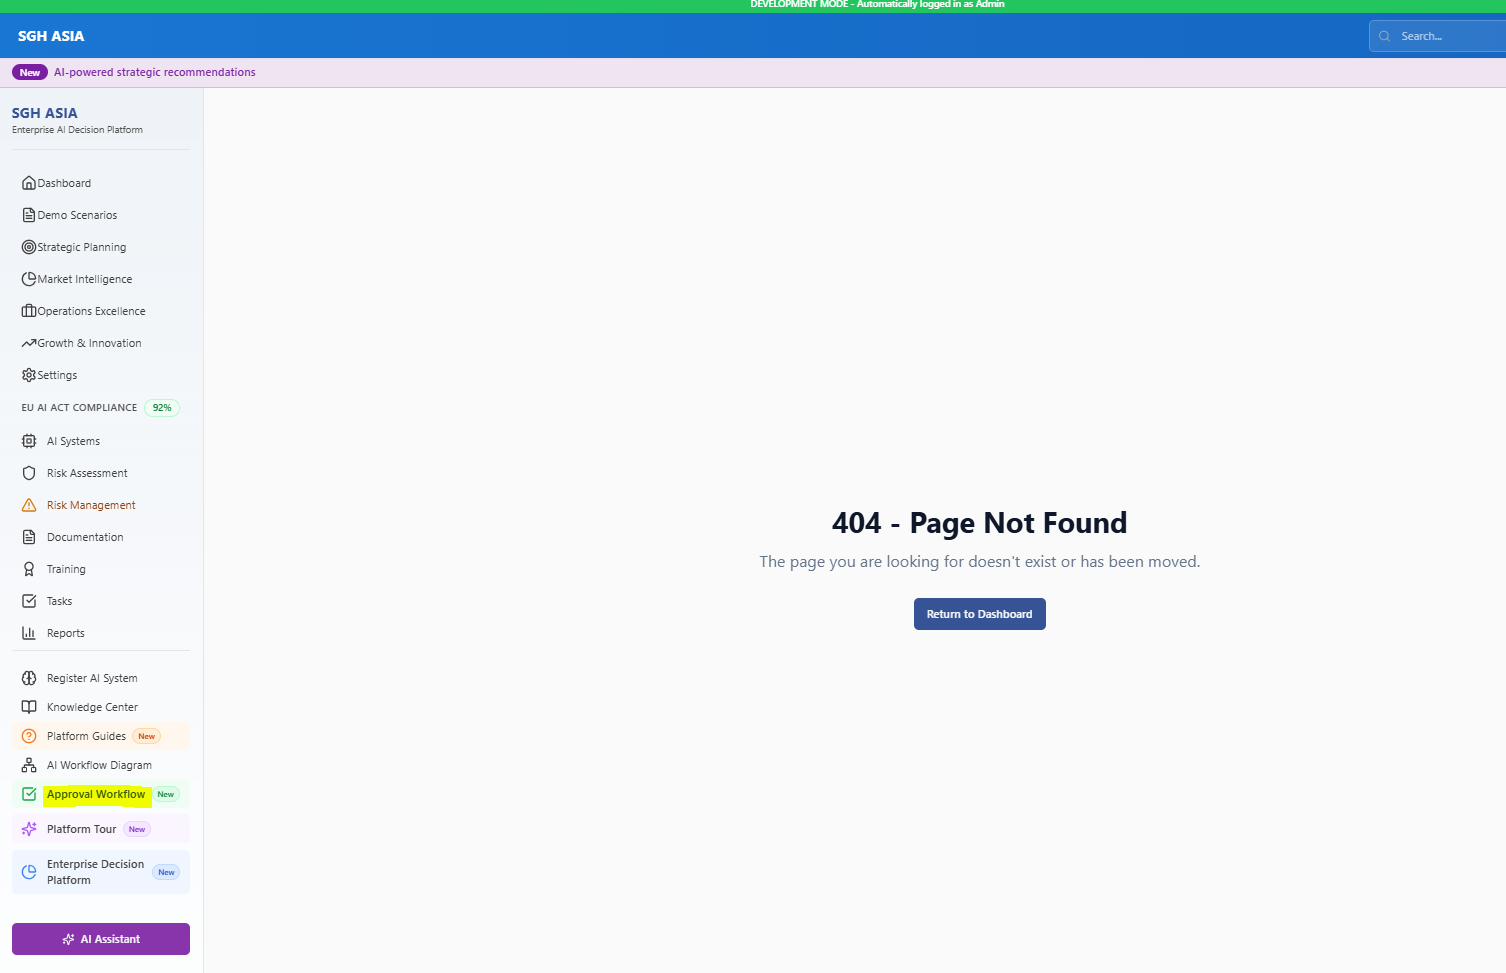 DEVELOPMENT MODE - Automatically logged in as Admin
SGH ASIA
Search...
New AI-powered strategic recommendations
SGH ASIA
Enterprise AI Decision Platform
Dashboard
Demo Scenarios
Strategic Planning
Market Intelligence
Operations Excellence
Growth & Innovation
Settings
EU AI ACT COMPLIANCE 92%
AI Systems
Risk Assessment
Risk Management
Documentation
Training
Tasks
Reports
Register AI System
Knowledge Center
Platform Guides New
AI Workflow Diagram
Approval Workflow New
Platform Tour New
Enterprise Decision
Platform New
AI Assistant
404 - Page Not Found
The page you are looking for doesn't exist or has been moved.
Return to Dashboard